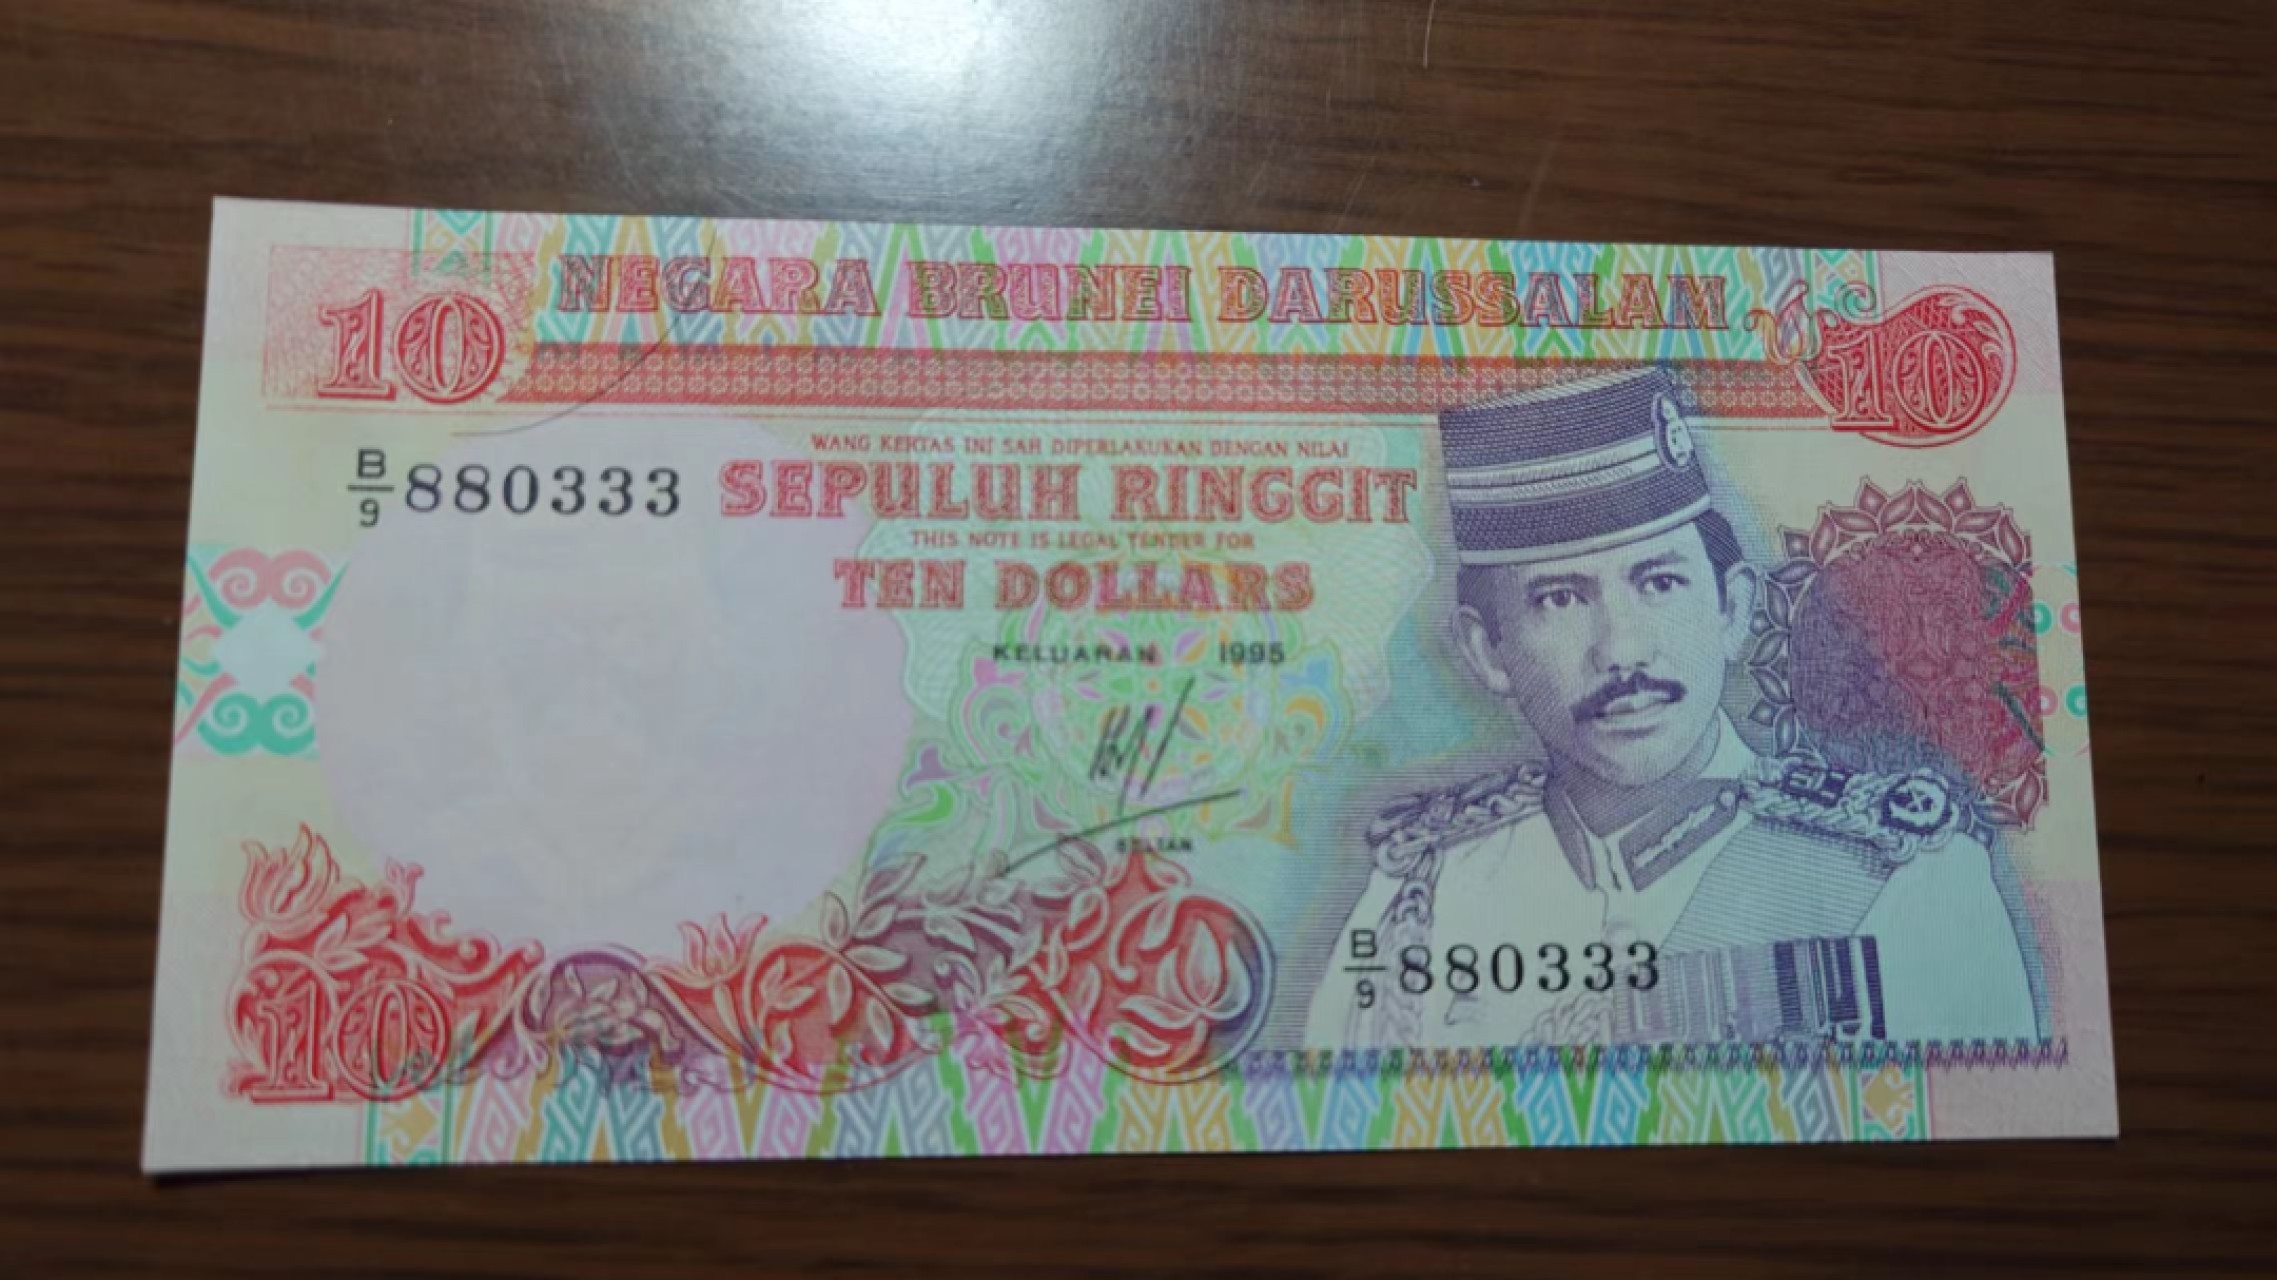 NEGARA BRUNEI DARUSSALAM
10
10
WANG KERTAS INI SAH DIPERLAKUKAN DENGAN NILAI
B/9 880333
SEPULUH RINGGIT
THIS NOTE IS LEGAL TENDER FOR
TEN DOLLARS
KELUARAN 1995
SULTAN
B/9 880333
10